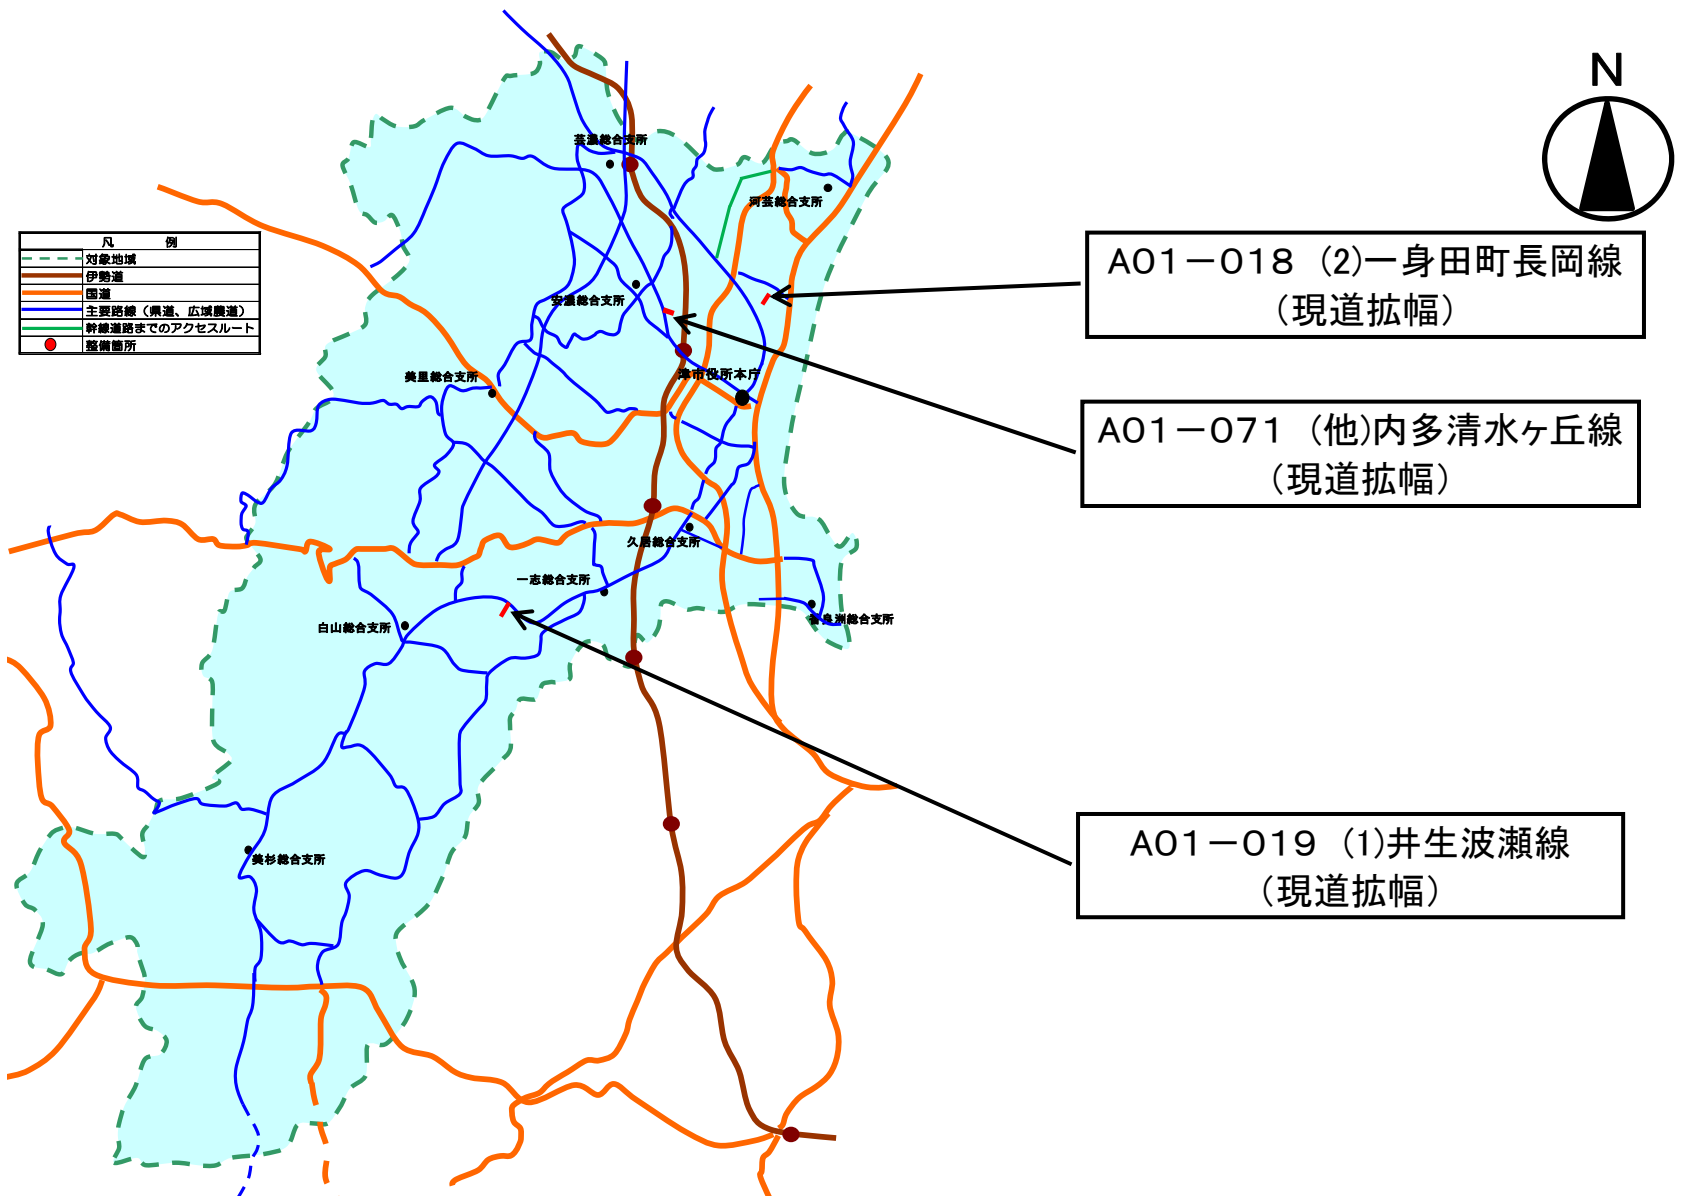 N
芸濃総合支所
河芸総合支所
凡 例
対象地域
伊勢道
国道
主要路線（県道、広域農道）
幹線道路までのアクセスルート
整備箇所
A01－018 (2)一身田町長岡線
（現道拡幅）
安濃総合支所
美里総合支所
津市役所本庁
A01－071 (他)内多清水ヶ丘線
（現道拡幅）
久居総合支所
一志総合支所
白山総合支所
香良洲総合支所
A01－019 (1)井生波瀬線
（現道拡幅）
美杉総合支所